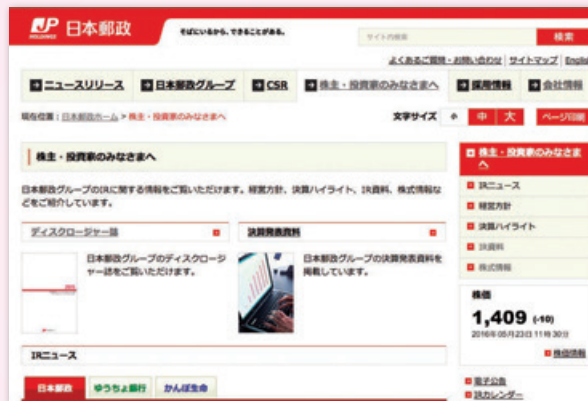 JP 日本郵政
HOLDINGS
そばにいるから、できることがある。
サイト内検索
検索
よくあるご質問・お問い合わせ サイトマップ Englis
ニュースリリース 日本郵政グループ CSR 株主・投資家のみなさまへ 採用情報 会社情報
現在位置：日本郵政ホーム > 株主・投資家のみなさまへ
文字サイズ 小 中 大 ページ印刷
株主・投資家のみなさまへ
日本郵政グループのIRに関する情報をご覧いただけます。経営方針、決算ハイライト、IR資料、株式情報な
どをご紹介しています。
ディスクロージャー誌
日本郵政グループのディスクロージ
ャー誌をご覧いただけます。
決算発表資料
日本郵政グループの決算発表資料を
掲載しています。
IRニュース
日本郵政 ゆうちょ銀行 かんぽ生命
株主・投資家のみなさま
へ
IRニュース
経営方針
決算ハイライト
IR資料
株式情報
株価
1,409 (-10)
2016年05月23日 11時30分
株価情報
電子公告
IRカレンダー